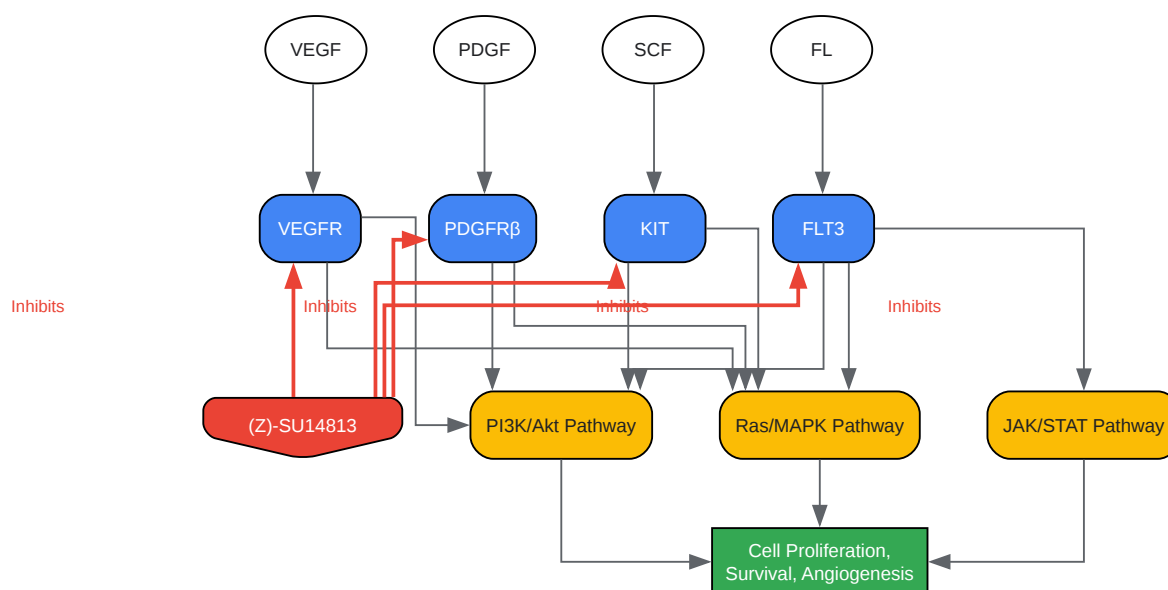 VEGF
PDGF
SCF
FL
VEGFR
PDGFRβ
KIT
FLT3
Inhibits
Inhibits
Inhibits
Inhibits
(Z)-SU14813
PI3K/Akt Pathway
Ras/MAPK Pathway
JAK/STAT Pathway
Cell Proliferation,
Survival, Angiogenesis